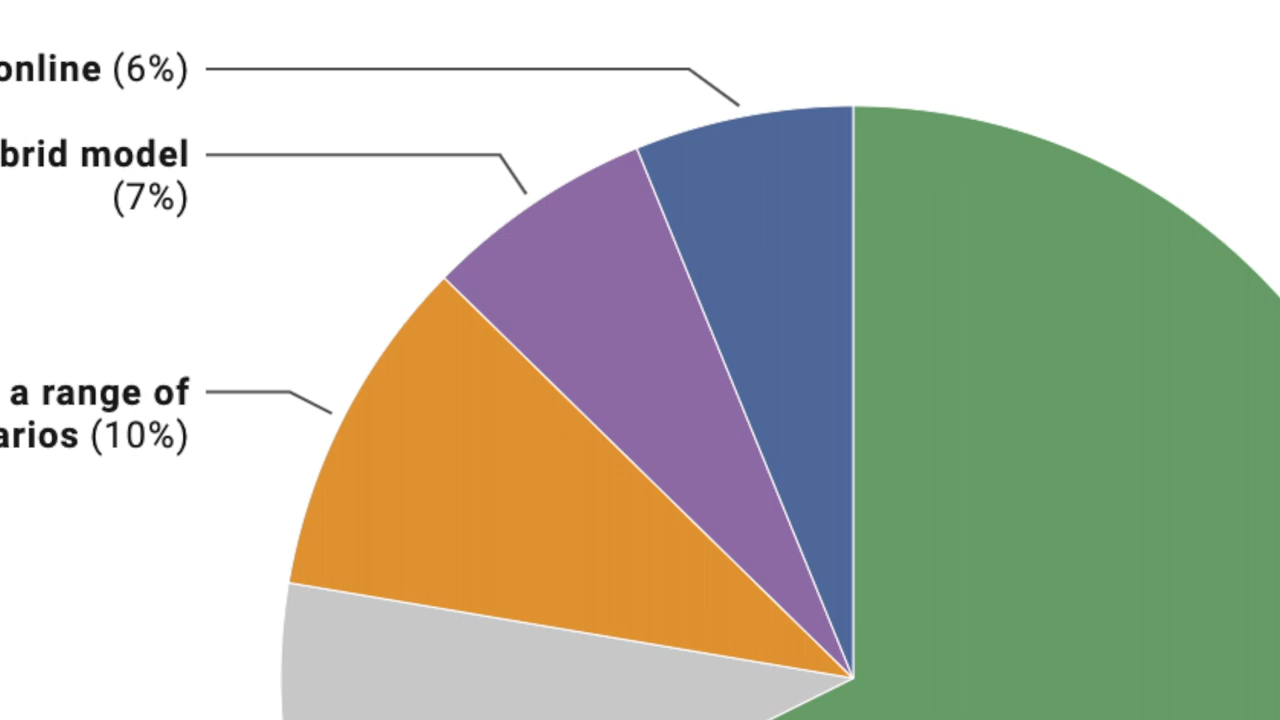 online (6%)
brid model
(7%)
a range of
arios (10%)